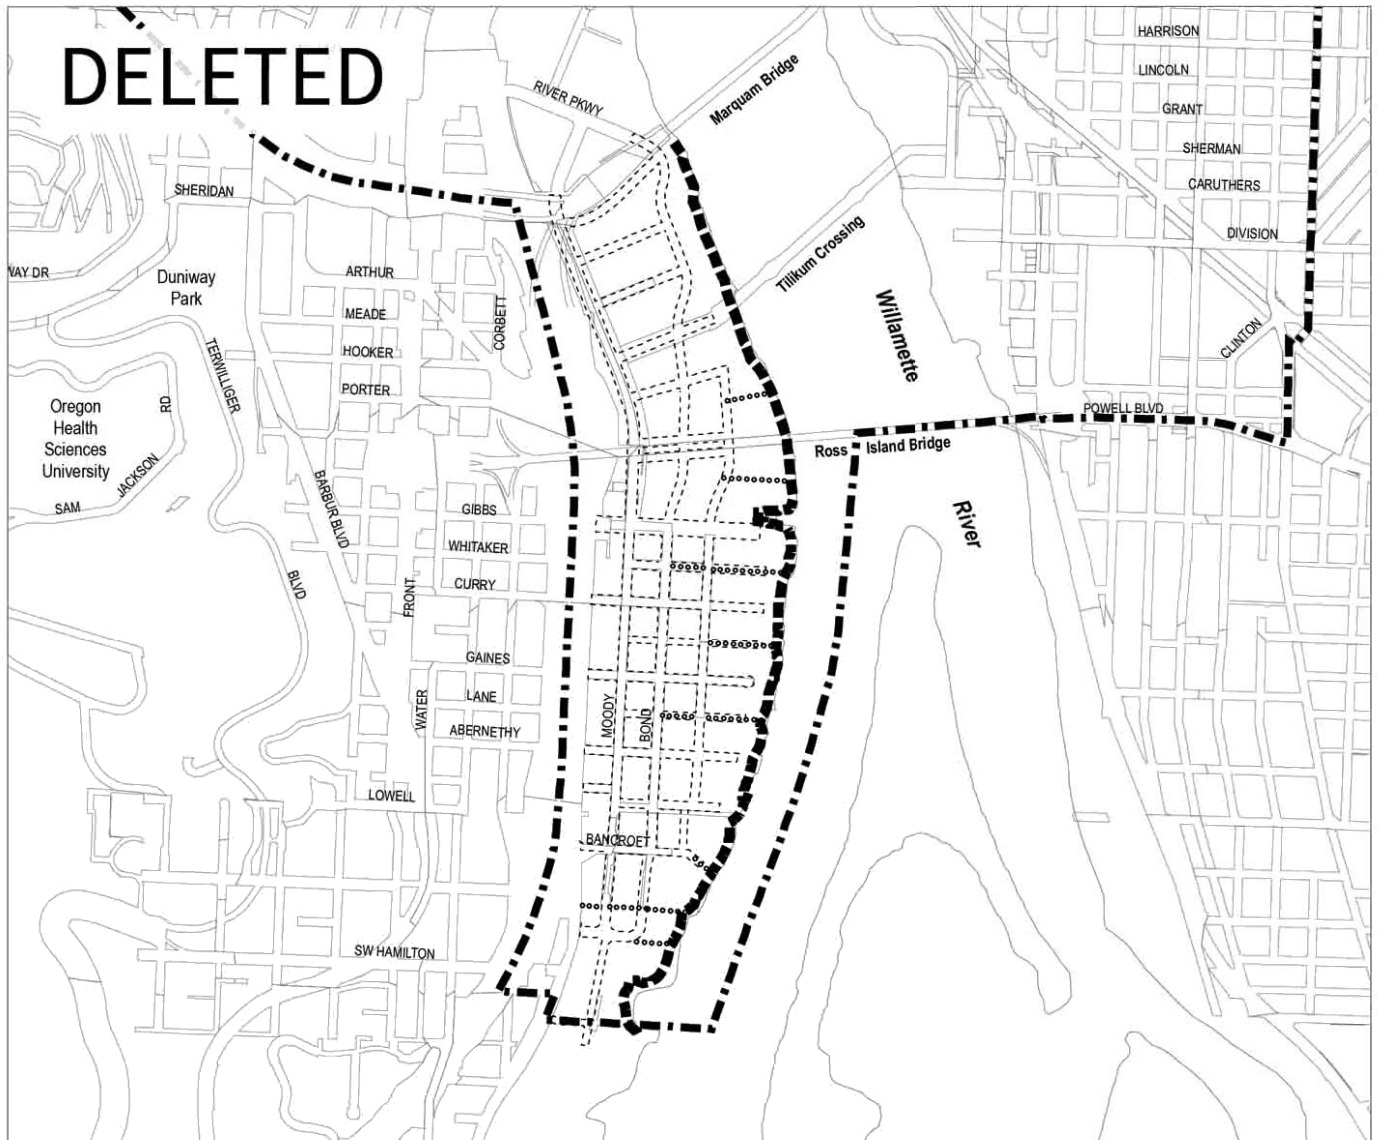 DELETED
HARRISON
LINCOLN
GRANT
SHERMAN
CARUTHERS
DIVISION
RIVER PKWY
Marquam Bridge
SHERIDAN
Tilikum Crossing
WAY DR
Duniway
Park
ARTHUR
MEADE
HOOKER
PORTER
CORBETT
Willamette
CLINTON
TERWILLIGER
BLVD
POWELL BLVD
Oregon
Health
Sciences
University
SAM
JACKSON
RD
Ross Island Bridge
River
BARBUR BLVD
GIBBS
WHITAKER
CURRY
FRONT
GAINES
LANE
ABERNETHY
WATER
MOODY
BOND
LOWELL
BANCROFT
SW HAMILTON